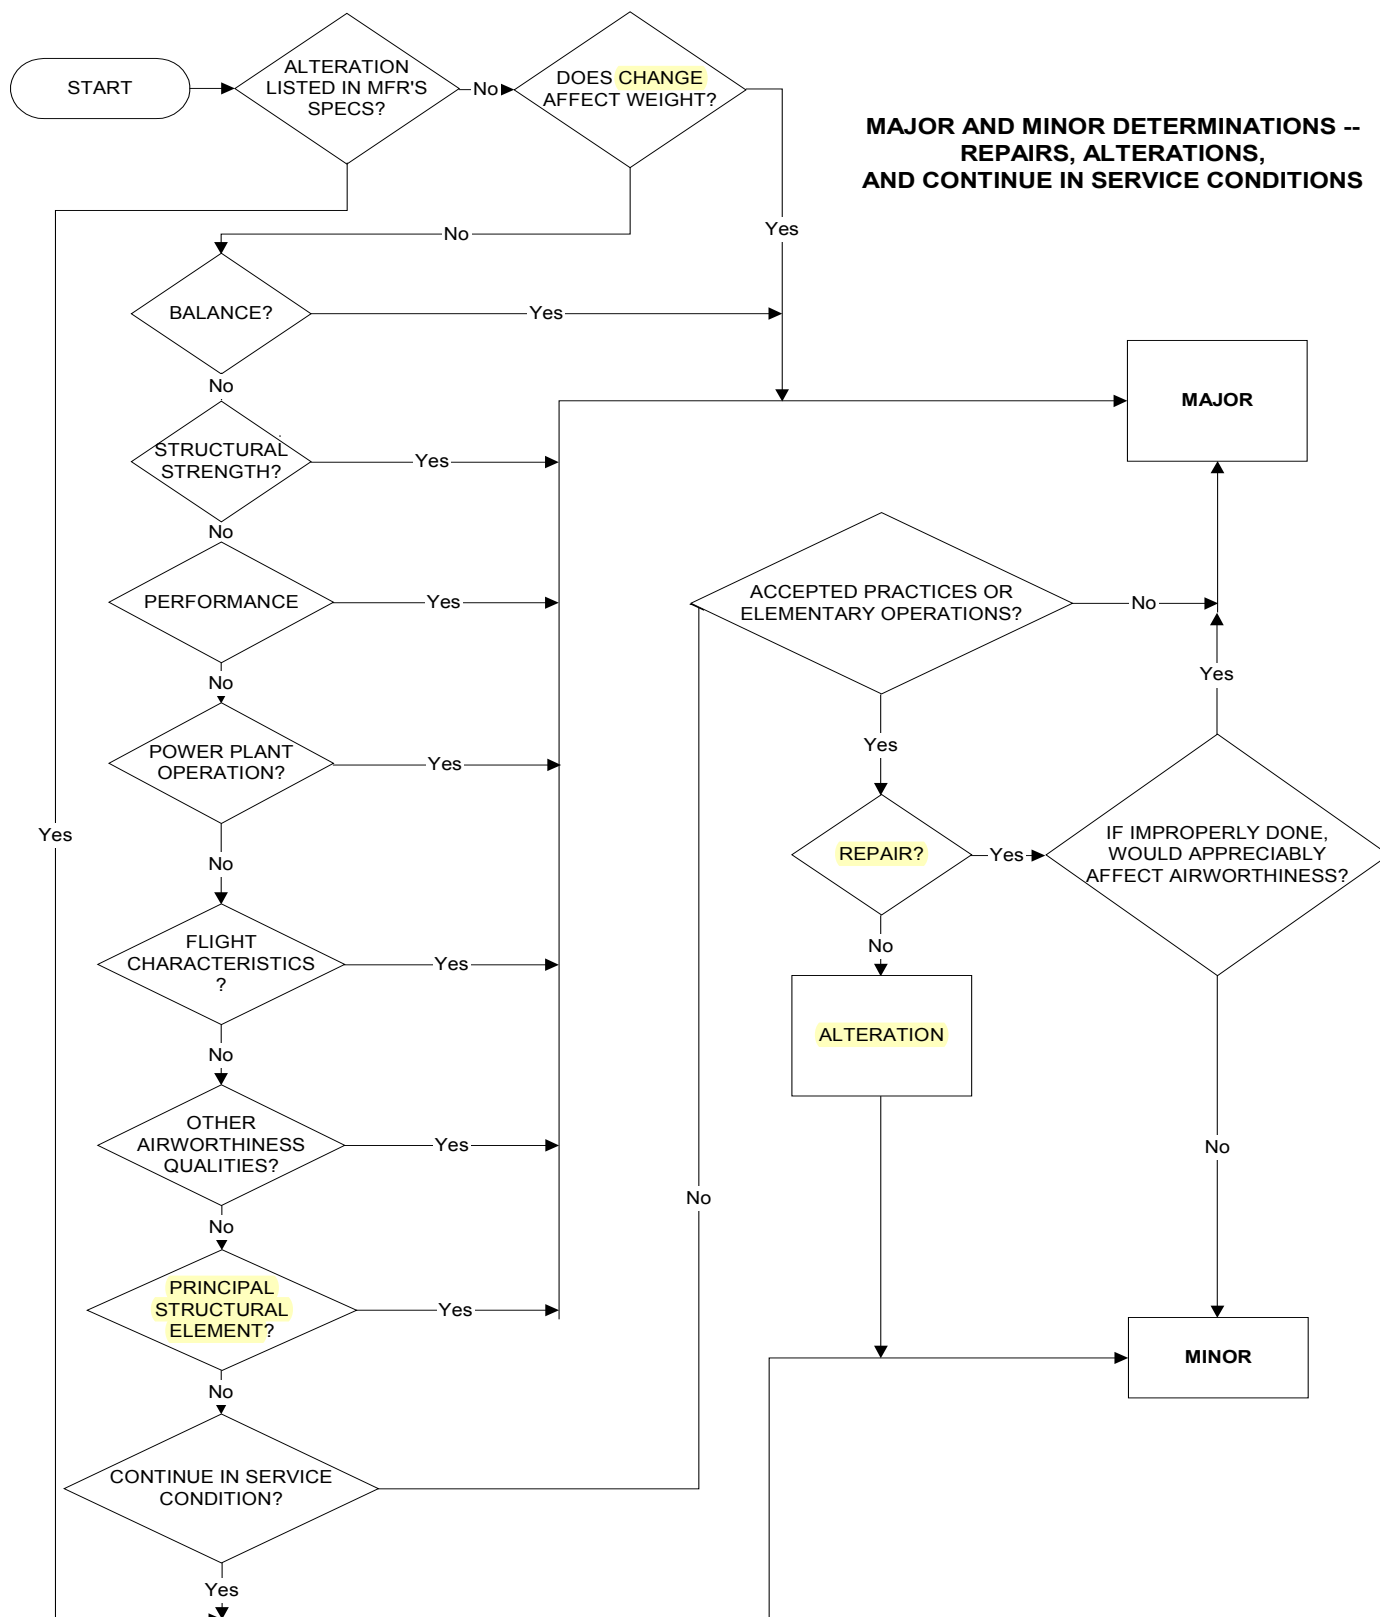 START
ALTERATION
LISTED IN MFR'S
SPECS?
No
DOES CHANGE
AFFECT WEIGHT?
MAJOR AND MINOR DETERMINATIONS --
REPAIRS, ALTERATIONS,
AND CONTINUE IN SERVICE CONDITIONS
Yes
No
BALANCE?
Yes
No
MAJOR
STRUCTURAL
STRENGTH?
Yes
No
PERFORMANCE
Yes
ACCEPTED PRACTICES OR
ELEMENTARY OPERATIONS?
No
No
Yes
POWER PLANT
OPERATION?
Yes
Yes
Yes
No
REPAIR?
Yes
IF IMPROPERLY DONE,
WOULD APPRECIABLY
AFFECT AIRWORTHINESS?
No
FLIGHT
CHARACTERISTICS
?
Yes
No
ALTERATION
OTHER
AIRWORTHINESS
QUALITIES?
Yes
No
No
No
PRINCIPAL
STRUCTURAL
ELEMENT?
Yes
MINOR
No
CONTINUE IN SERVICE
CONDITION?
Yes